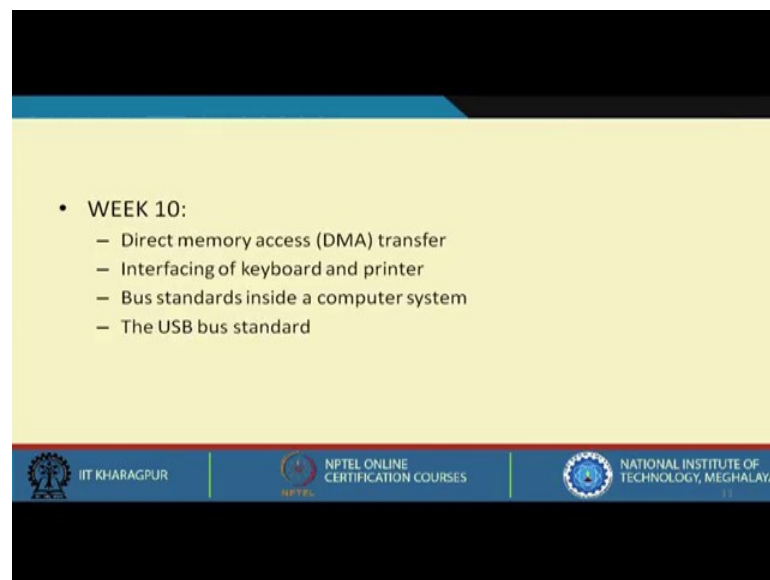 • WEEK 10:
– Direct memory access (DMA) transfer
– Interfacing of keyboard and printer
– Bus standards inside a computer system
– The USB bus standard
IIT KHARAGPUR
NPTEL
NPTEL ONLINE
CERTIFICATION COURSES
NATIONAL INSTITUTE OF
TECHNOLOGY, MEGHALAYA